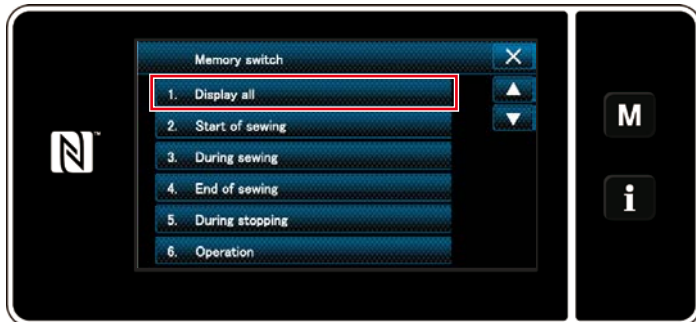 Memory switch
1. Display all
2. Start of sewing
3. During sewing
4. End of sewing
5. During stopping
6. Operation
N
M
i